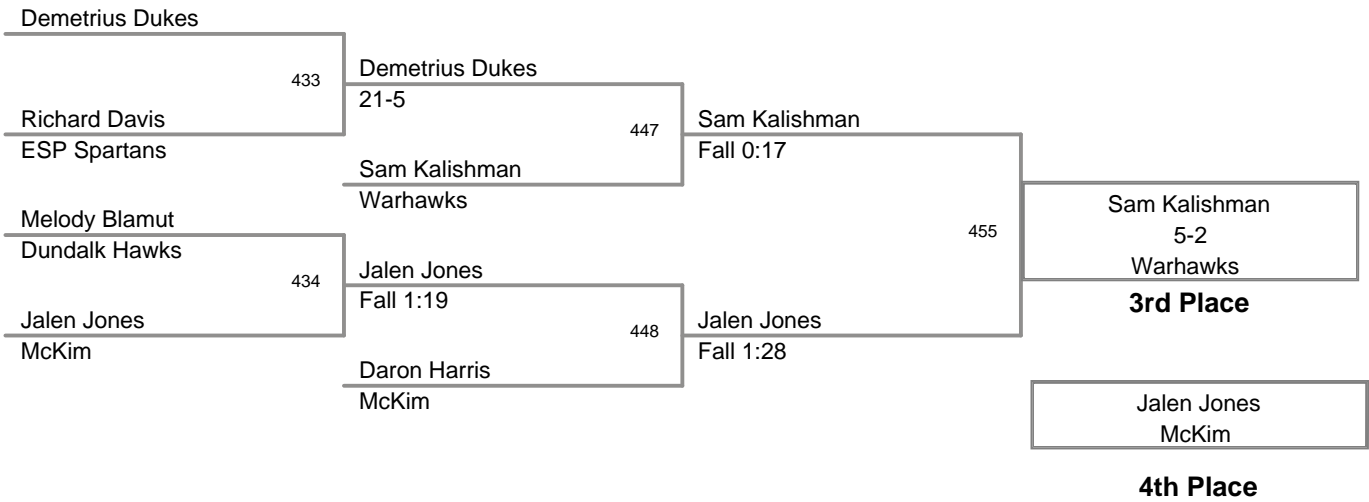 Demetrius Dukes
433
Richard Davis
ESP Spartans
Demetrius Dukes
21-5
447
Sam Kalishman
Warhawks
Sam Kalishman
Fall 0:17
Melody Blamut
Dundalk Hawks
434
Jalen Jones
McKim
Jalen Jones
Fall 1:19
448
Daron Harris
McKim
Jalen Jones
Fall 1:28
455
Sam Kalishman
5-2
Warhawks
3rd Place
Jalen Jones
McKim
4th Place